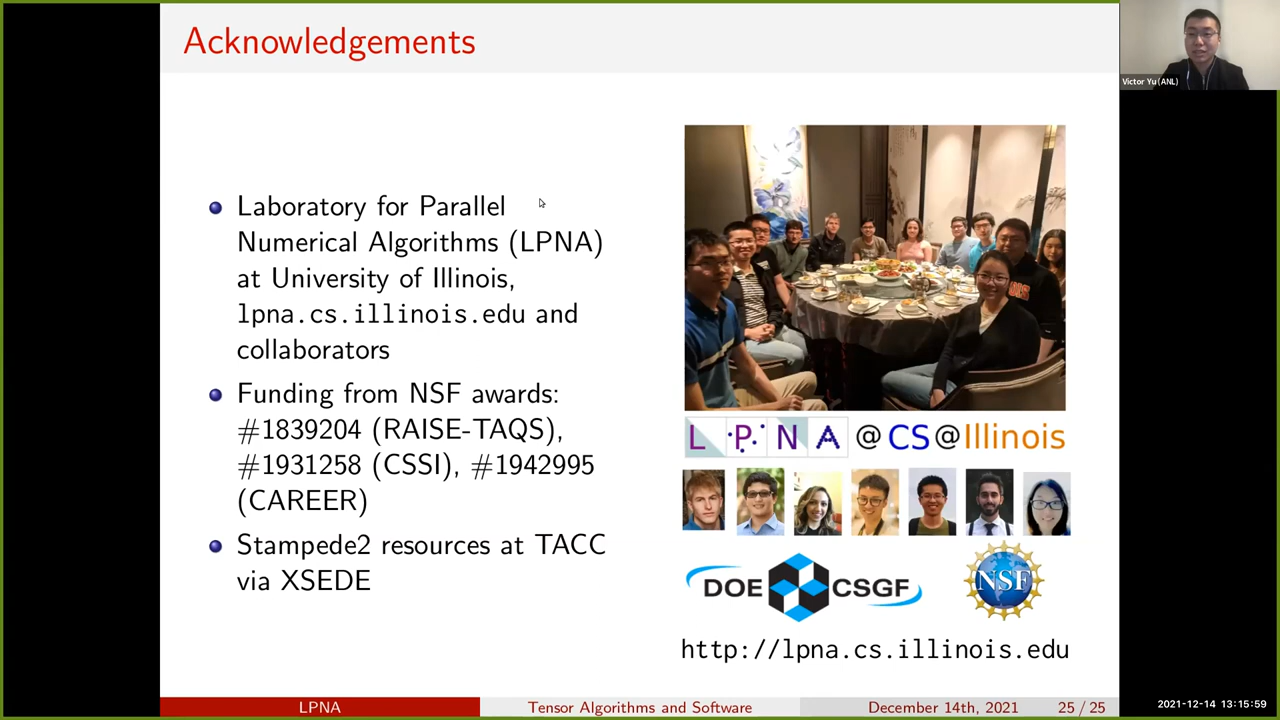 Acknowledgements
Victor Yu (ANL)
Laboratory for Parallel
Numerical Algorithms (LPNA)
at University of Illinois,
lpna.cs.illinois.edu and
collaborators
Funding from NSF awards:
#1839204 (RAISE-TAQS),
#1931258 (CSSI), #1942995
(CAREER)
Stampede2 resources at TACC
via XSEDE
L P N A @CS@Illinois
DOE CSGF
NSF
http://lpna.cs.illinois.edu
LPNA
Tensor Algorithms and Software
December 14th, 2021
25 / 25
2021-12-14 13:15:59